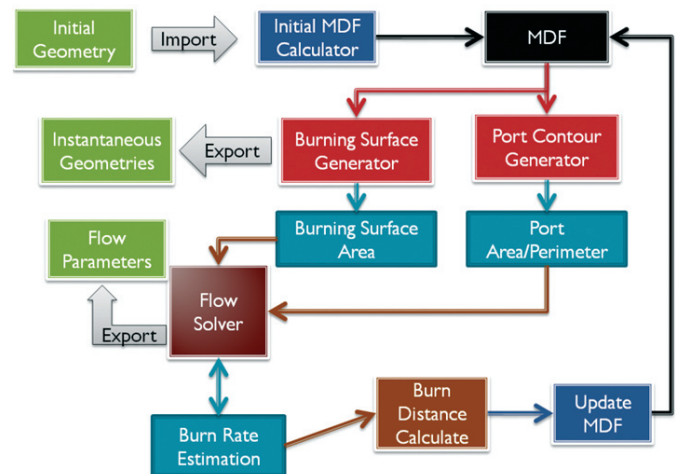 Initial
Geometry
Import
Initial MDF
Calculator
MDF
Instantaneous
Geometries
Export
Burning Surface
Generator
Port Contour
Generator
Flow
Parameters
Burning Surface
Area
Port
Area/Perimeter
Flow
Solver
Export
Burn Rate
Estimation
Burn
Distance
Calculate
Update
MDF